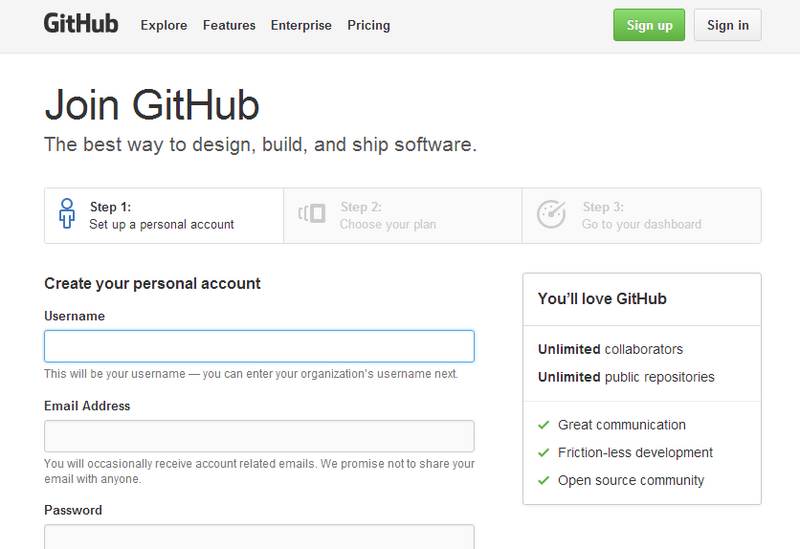 GitHub Explore Features Enterprise Pricing Sign up Sign in
Join GitHub
The best way to design, build, and ship software.
Step 1:
Set up a personal account
Step 2:
Choose your plan
Step 3:
Go to your dashboard
Create your personal account
Username
This will be your username — you can enter your organization's username next.
Email Address
You will occasionally receive account related emails. We promise not to share your
email with anyone.
Password
You'll love GitHub
Unlimited collaborators
Unlimited public repositories
Great communication
Friction-less development
Open source community